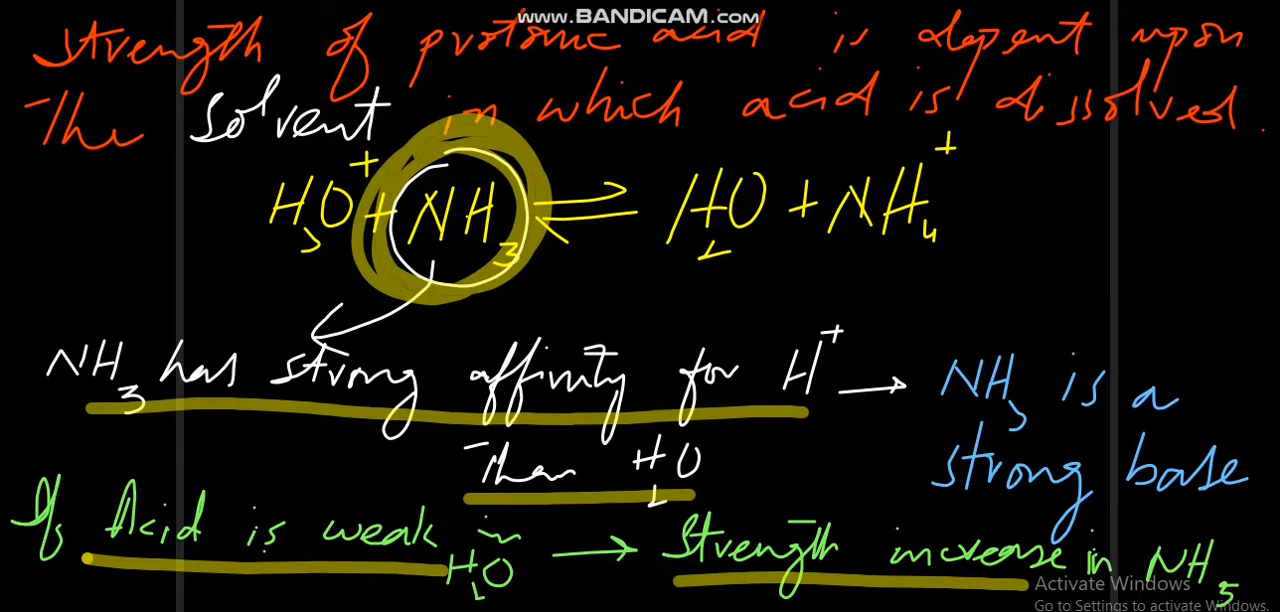 www.BANDICAM.com
Strength of protonic acid is depent upon
The Solvent in which acid is dissolved.
H₃O⁺ + NH₃ ⇌ H₂O + NH₄⁺
NH₃ has strong affinity for H⁺ → NH₃ is a
Than H₂O strong base
If Acid is weak in H₂O → Strength increase in NH₃
Activate Windows
Go to Settings to activate Windows.